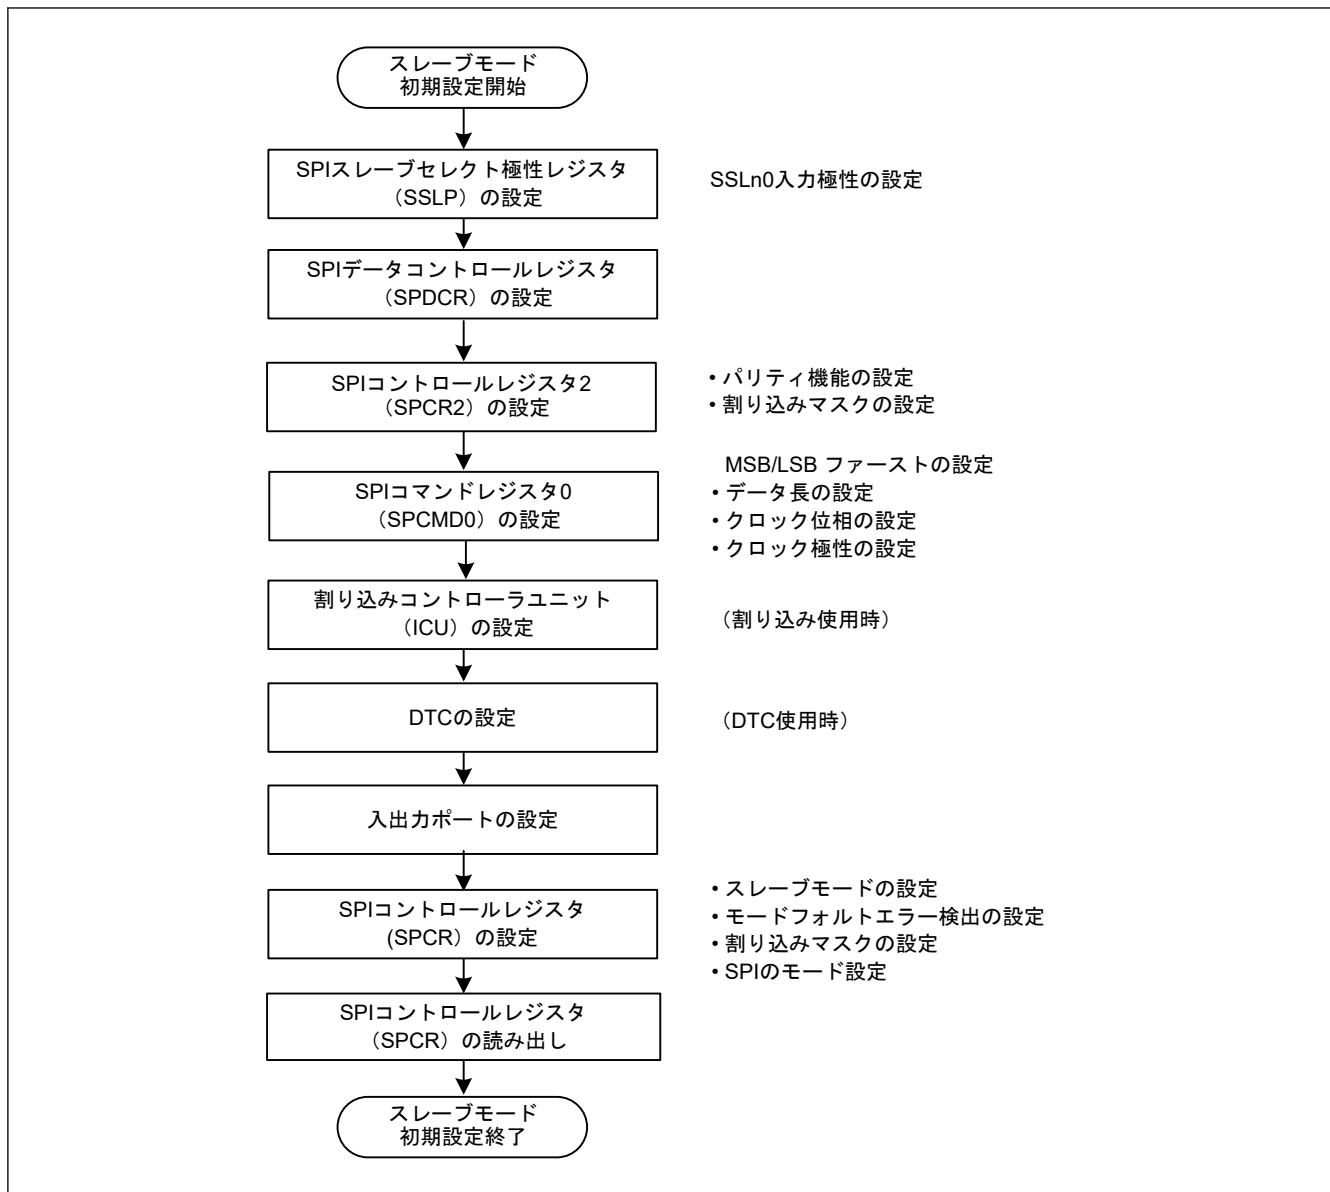 スレーブモード
初期設定開始
SPIスレーブセレクト極性レジスタ
（SSLP）の設定
SSLn0入力極性の設定
SPIデータコントロールレジスタ
（SPDCR）の設定
SPIコントロールレジスタ2
（SPCR2）の設定
• パリティ機能の設定
• 割り込みマスクの設定
SPIコマンドレジスタ0
（SPCMD0）の設定
MSB/LSB ファーストの設定
• データ長の設定
• クロック位相の設定
• クロック極性の設定
割り込みコントローラユニット
（ICU）の設定
（割り込み使用時）
DTCの設定
（DTC使用時）
入出力ポートの設定
SPIコントロールレジスタ
(SPCR）の設定
• スレーブモードの設定
• モードフォルトエラー検出の設定
• 割り込みマスクの設定
• SPIのモード設定
SPIコントロールレジスタ
（SPCR）の読み出し
スレーブモード
初期設定終了